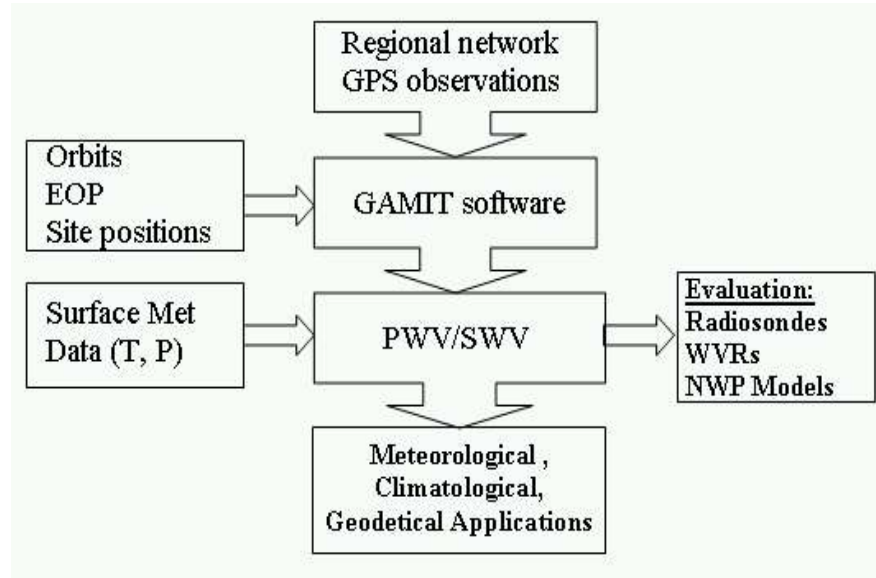 Regional network
GPS observations
Orbits
EOP
Site positions
GAMIT software
Surface Met
Data (T, P)
PWV/SWV
Evaluation:
Radiosondes
WVRs
NWP Models
Meteorological ,
Climatological,
Geodetical Applications